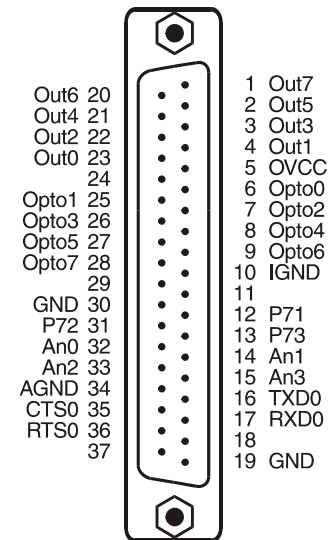 Out6 20
Out4 21
Out2 22
Out0 23
24
Opto1 25
Opto3 26
Opto5 27
Opto7 28
29
GND 30
P72 31
An0 32
An2 33
AGND 34
CTS0 35
RTS0 36
37
1 Out7
2 Out5
3 Out3
4 Out1
5 OVCC
6 Opto0
7 Opto2
8 Opto4
9 Opto6
10 IGND
11
12 P71
13 P73
14 An1
15 An3
16 TXD0
17 RXD0
18
19 GND